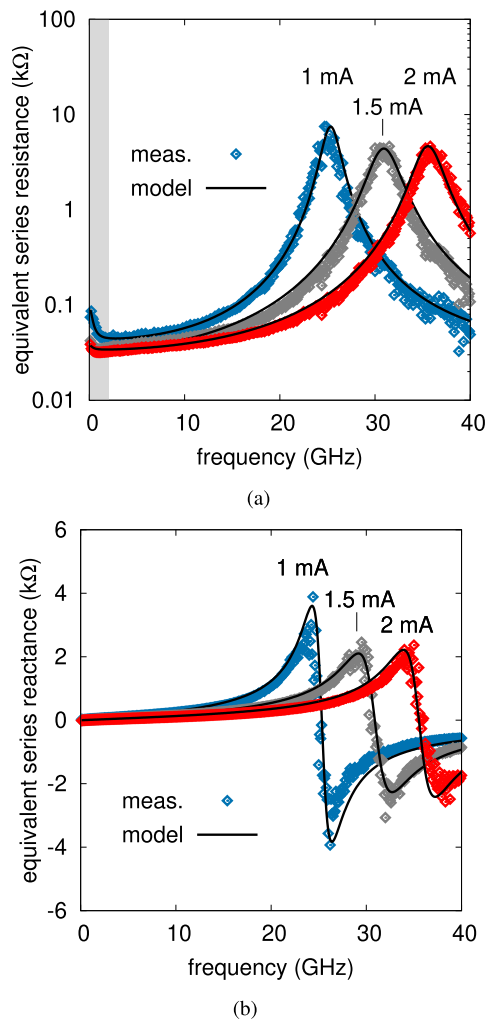 equivalent series resistance (kΩ)
100
10
1
0.1
0.01
1 mA
2 mA
1.5 mA
meas.
model
0
10
20
30
40
frequency (GHz)
(a)
equivalent series reactance (kΩ)
6
4
2
0
-2
-4
-6
1 mA
1.5 mA
2 mA
meas.
model
0
10
20
30
40
frequency (GHz)
(b)